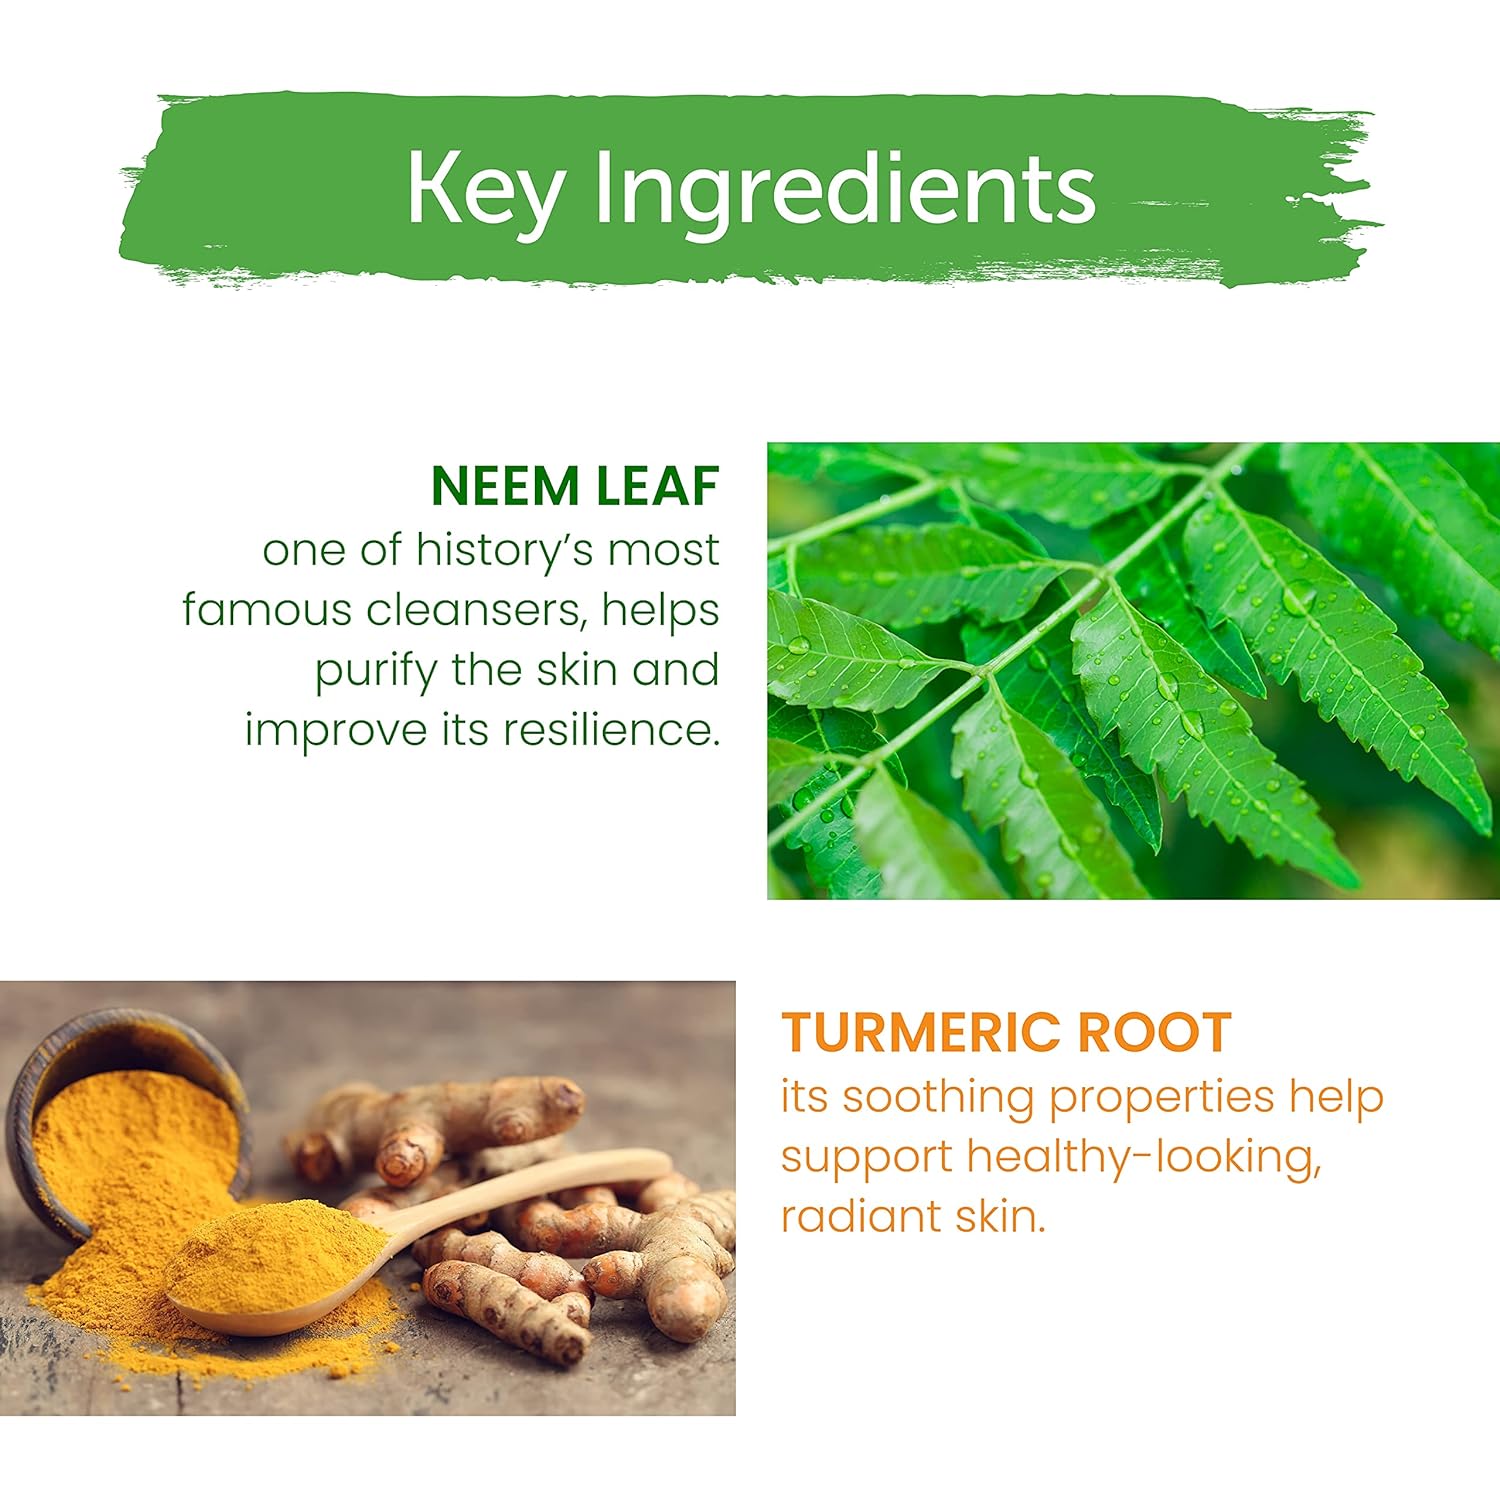 Key Ingredients
NEEM LEAF
one of history’s most
famous cleansers, helps
purify the skin and
improve its resilience.
TURMERIC ROOT
its soothing properties help
support healthy-looking,
radiant skin.